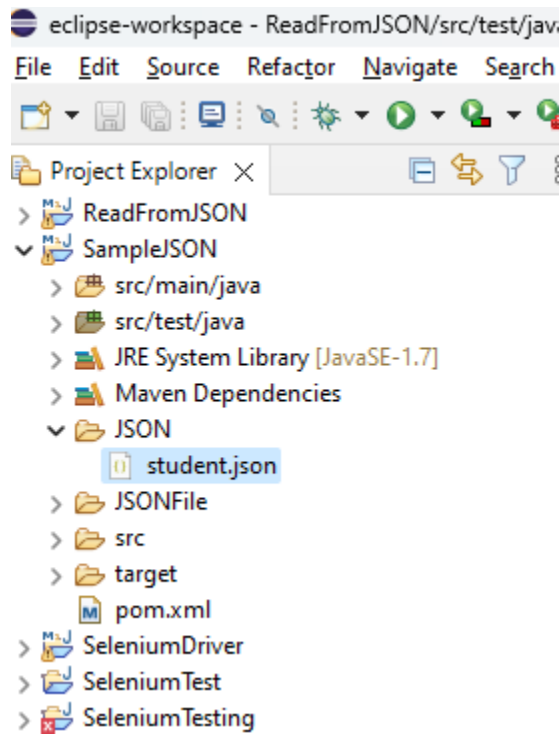 eclipse-workspace - ReadFromJSON/src/test/java
File Edit Source Refactor Navigate Search
Project Explorer
ReadFromJSON
SampleJSON
src/main/java
src/test/java
JRE System Library [JavaSE-1.7]
Maven Dependencies
JSON
student.json
JSONFile
src
target
pom.xml
SeleniumDriver
SeleniumTest
SeleniumTesting